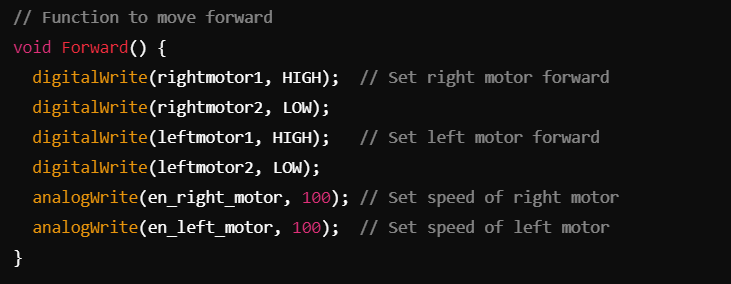 // Function to move forward
void Forward() {
  digitalWrite(rightmotor1, HIGH);  // Set right motor forward
  digitalWrite(rightmotor2, LOW);
  digitalWrite(leftmotor1, HIGH);   // Set left motor forward
  digitalWrite(leftmotor2, LOW);
  analogWrite(en_right_motor, 100); // Set speed of right motor
  analogWrite(en_left_motor, 100);  // Set speed of left motor
}